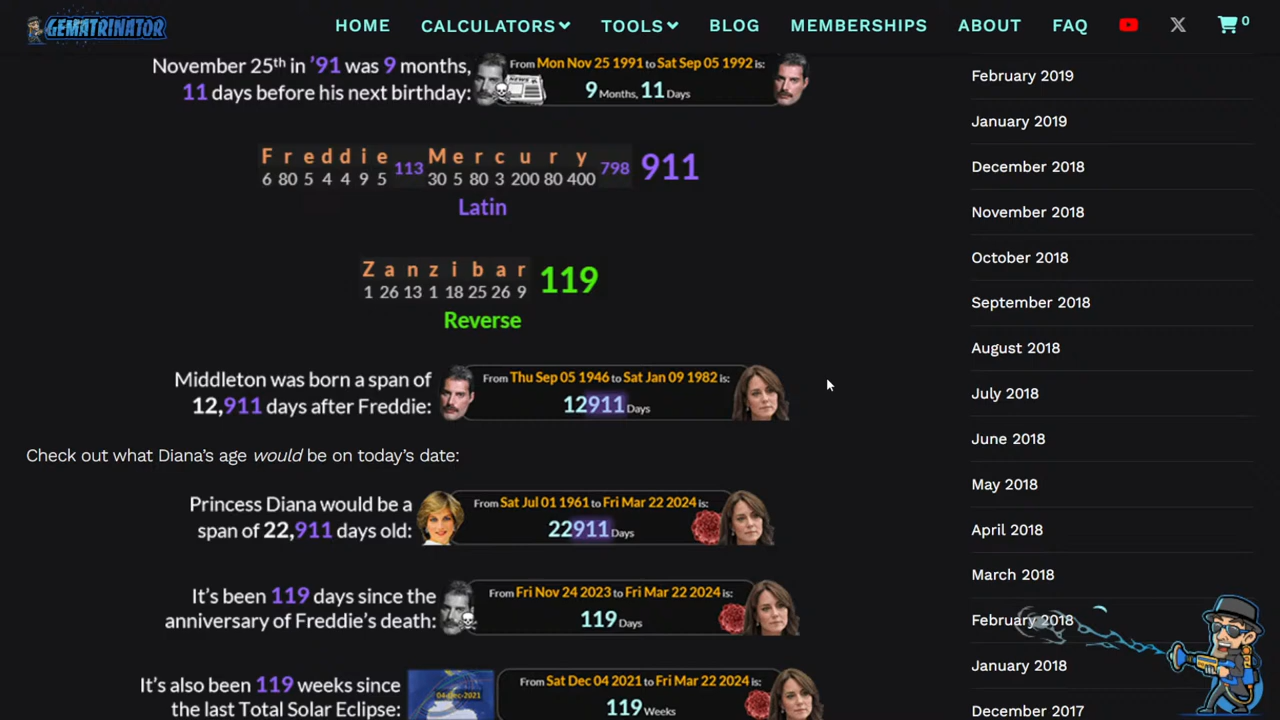 GEMATRINATOR
HOME CALCULATORS TOOLS BLOG MEMBERSHIPS ABOUT FAQ 0
November 25th in '91 was 9 months,
11 days before his next birthday:
NEWS
From Mon Nov 25 1991 to Sat Sep 05 1992 is:
9 Months, 11 Days
F r e d d i e 113 M e r c u r y 798 911
6 80 5 4 4 9 5 30 5 80 3 200 80 400
Latin
Z a n z i b a r 119
1 26 13 1 18 25 26 9
Reverse
Middleton was born a span of
12,911 days after Freddie:
From Thu Sep 05 1946 to Sat Jan 09 1982 is:
12911 Days
Check out what Diana's age would be on today's date:
Princess Diana would be a
span of 22,911 days old:
From Sat Jul 01 1961 to Fri Mar 22 2024 is:
22911 Days
It's been 119 days since the
anniversary of Freddie's death:
From Fri Nov 24 2023 to Fri Mar 22 2024 is:
119 Days
It's also been 119 weeks since
the last Total Solar Eclipse:
04-Dec-2021
From Sat Dec 04 2021 to Fri Mar 22 2024 is:
119 Weeks
February 2019
January 2019
December 2018
November 2018
October 2018
September 2018
August 2018
July 2018
June 2018
May 2018
April 2018
March 2018
February 2018
January 2018
December 2017